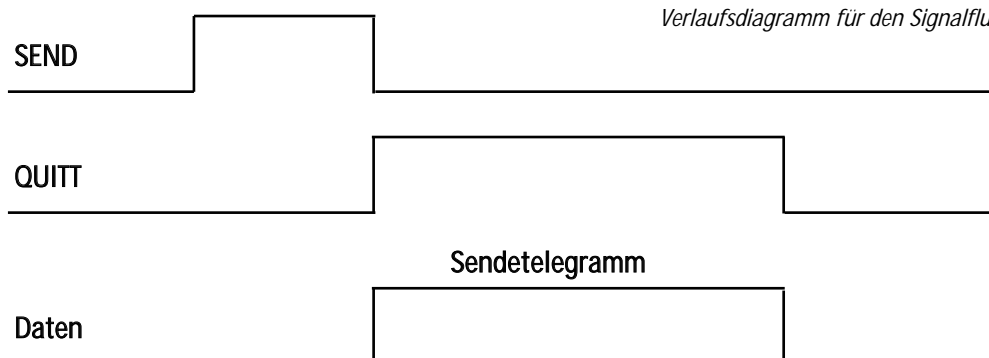 Verlaufsdiagramm für den Signalflu
SEND
QUITT
Sendetelegramm
Daten